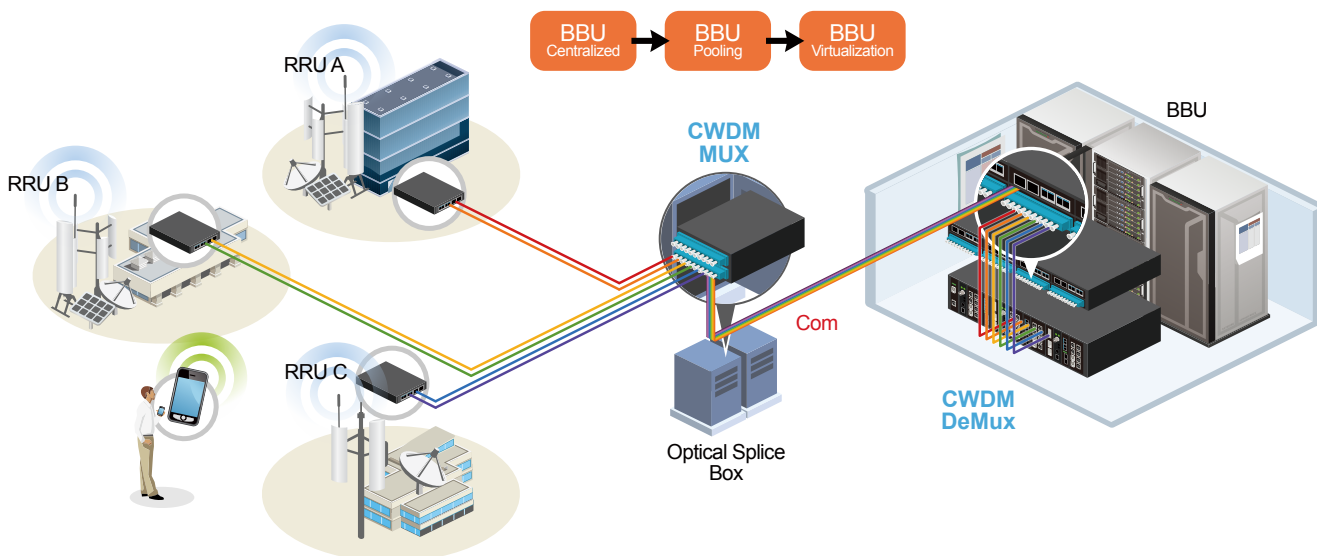 BBU
Centralized
BBU
Pooling
BBU
Virtualization
RRU A
CWDM
MUX
BBU
RRU B
Com
RRU C
CWDM
DeMux
Optical Splice
Box